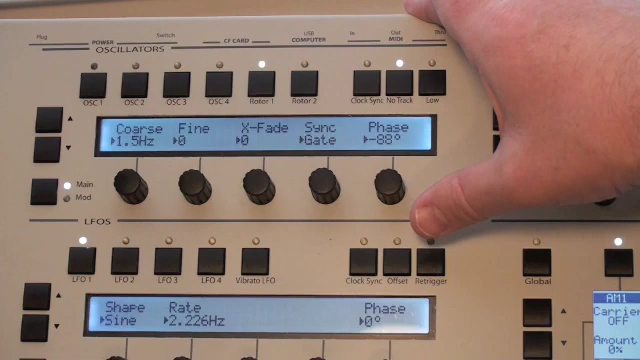 Plug POWER Switch CF CARD USB COMPUTER In Out MIDI Thru
OSCILLATORS
OSC 1 OSC 2 OSC 3 OSC 4 Rotor 1 Rotor 2 Clock Sync No Track Low
Coarse Fine X-Fade Sync Phase
1.5Hz 0 0 Gate -88°
Main
Mod
LFOS
LFO 1 LFO 2 LFO 3 LFO 4 Vibrato LFO Clock Sync Offset Retrigger Global
Shape Rate Phase
Sine 2.226Hz 0°
AM1
Carrier
OFF
Amount
0%